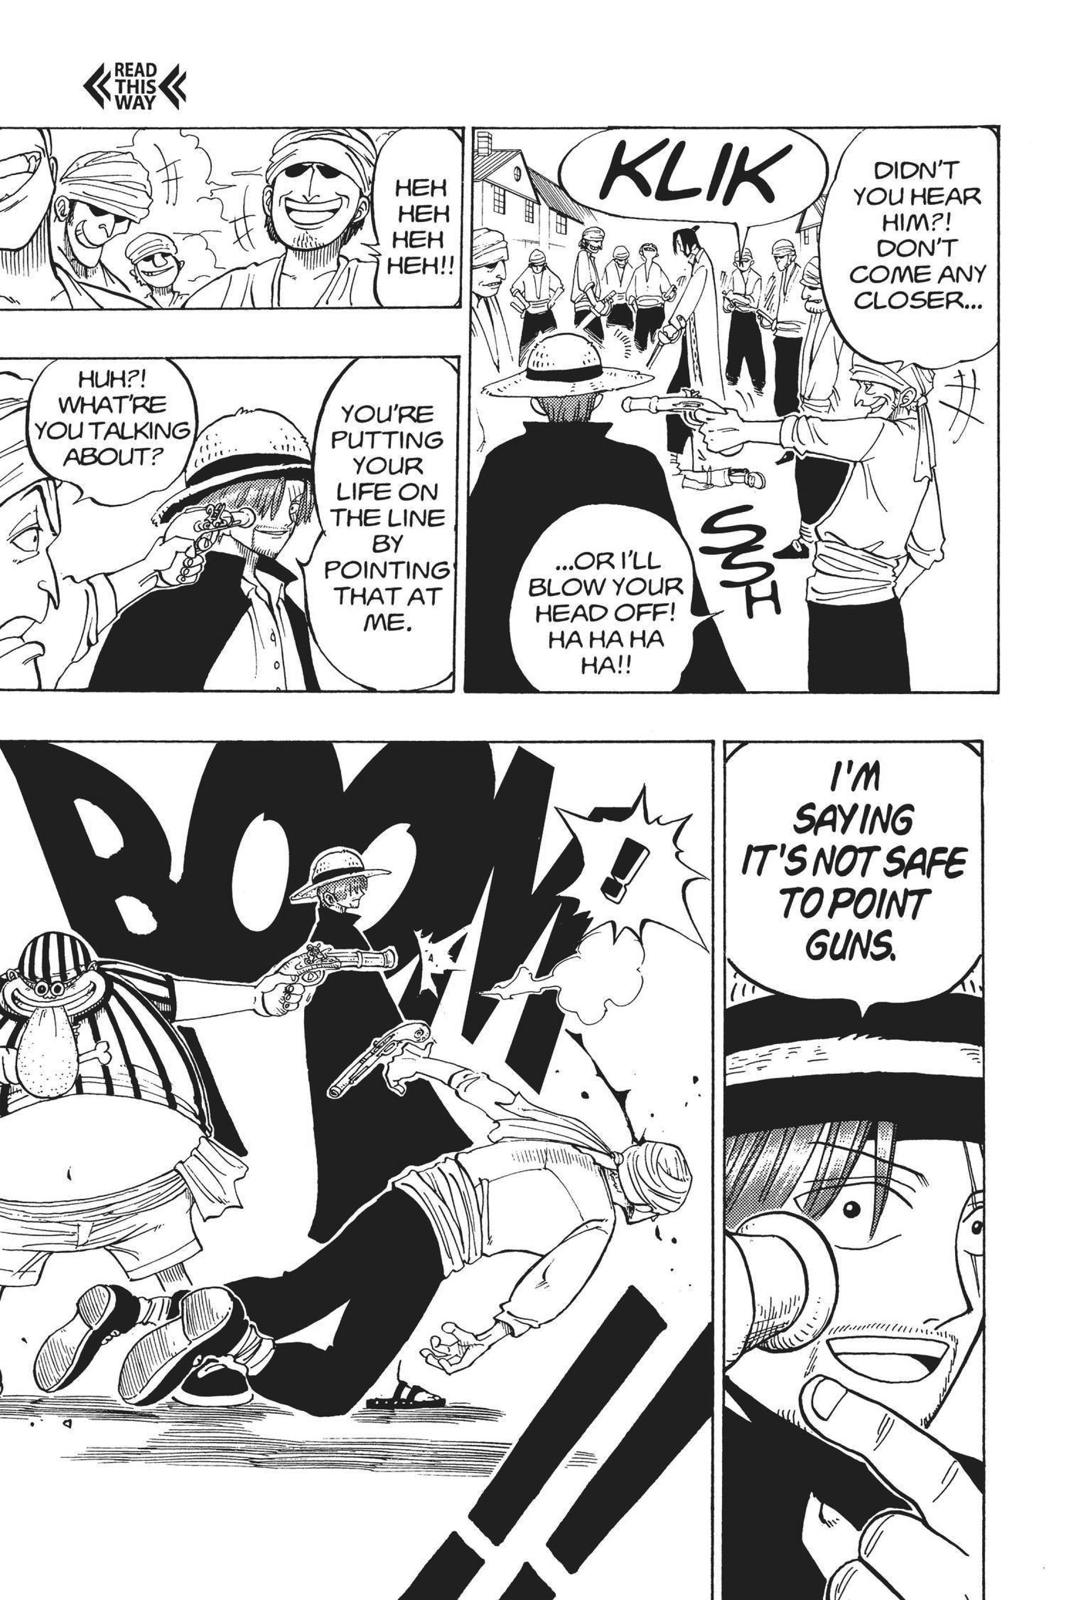 READ
THIS
WAY
DIDN'T
YOU HEAR
HIM?!
DON'T
COME ANY
CLOSER...
KLIK
...OR I'LL
BLOW YOUR
HEAD OFF!
HA HA HA
HA!!
SSH
HEH
HEH
HEH
HEH!!
YOU'RE
PUTTING
YOUR
LIFE ON
THE LINE
BY
POINTING
THAT AT
ME.
HUH?!
WHAT'RE
YOU TALKING
ABOUT?
I'M
SAYING
IT'S NOT SAFE
TO POINT
GUNS.
!
BOOM!!